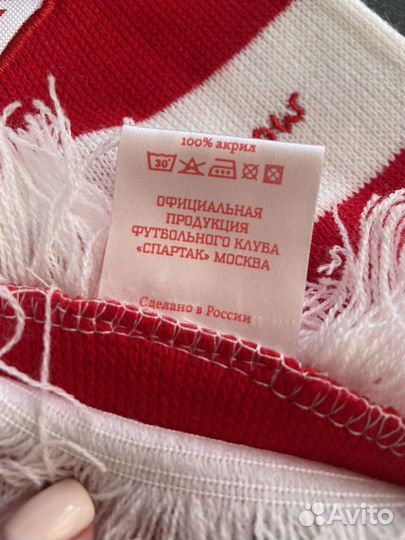 100% акрил
30°
ОФИЦИАЛЬНАЯ
ПРОДУКЦИЯ
ФУТБОЛЬНОГО КЛУБА
«СПАРТАК» МОСКВА
Сделано в России
Avito